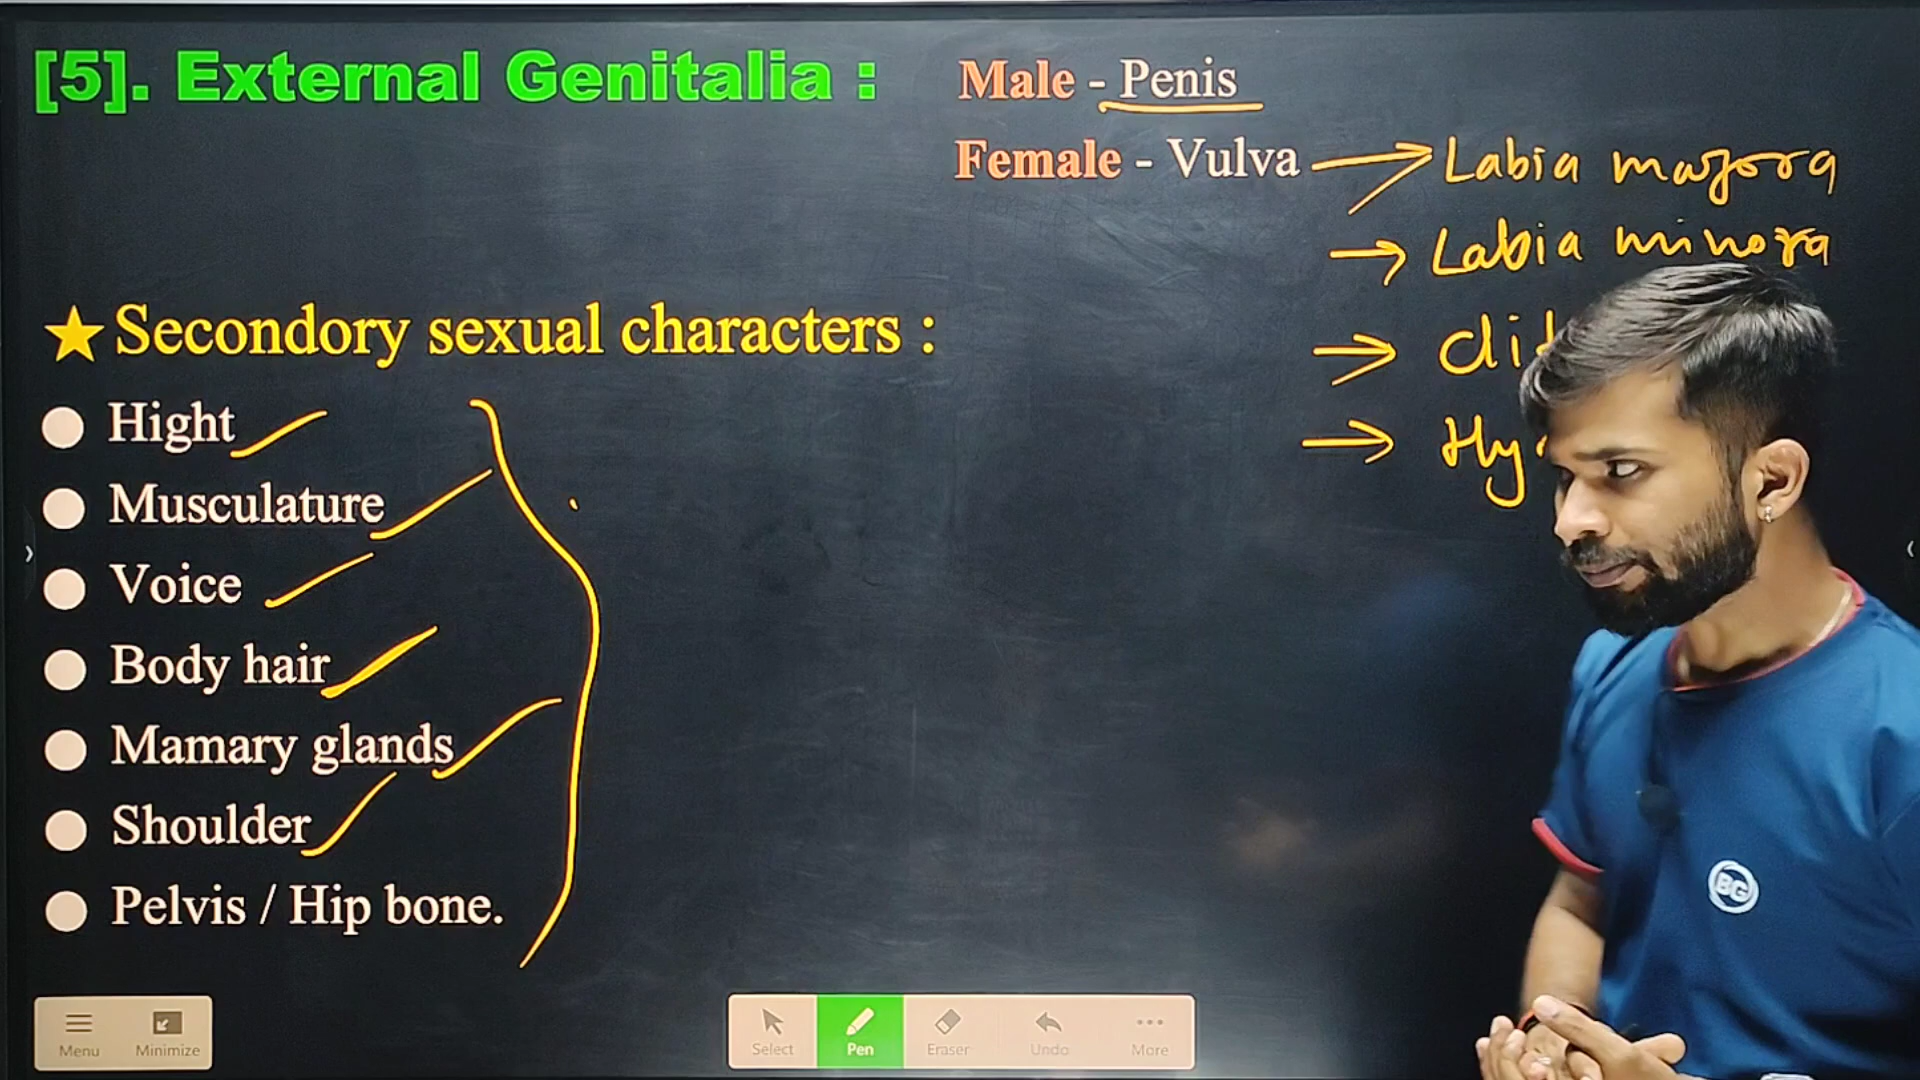 [5]. External Genitalia :
Male - Penis
Female - Vulva → Labia majora
→ Labia minora
★ Secondory sexual characters :
Hight
Musculature
Voice
Body hair
Mamary glands
Shoulder
Pelvis / Hip bone.
BG
Menu
Minimize
Select
Pen
Eraser
Undo
More